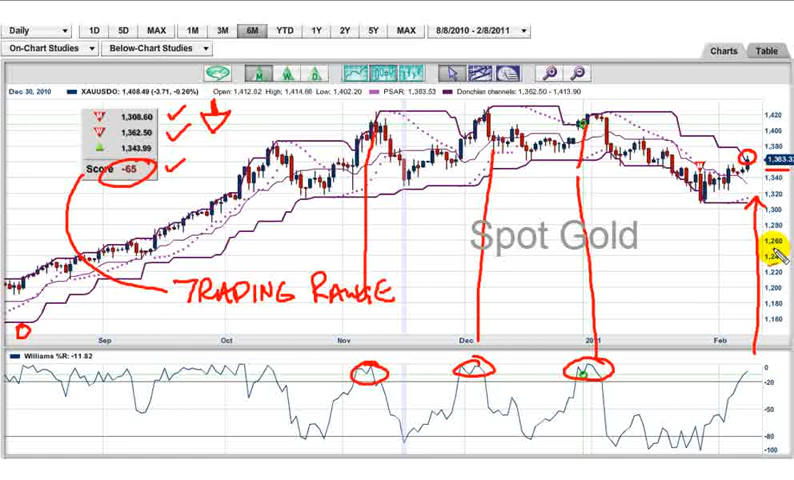 Daily 1D 5D MAX 1M 3M 6M YTD 1Y 2Y 5Y MAX 8/8/2010 - 2/8/2011
On-Chart Studies Below-Chart Studies Charts Table
M W D
Dec 30, 2010 XAUUSDO: 1,408.49 (-3.71, -0.26%) Open: 1,412.82 High: 1,414.66 Low: 1,402.20 PSAR: 1,383.53 Donchian channels: 1,362.50 - 1,413.90
M 1,308.60
W 1,362.50
1,343.99
Score -65
1,420
1,400
1,380
1,363.33
1,340
1,320
1,300
1,280
1,260
1,220
1,200
1,180
1,160
Spot Gold
TRADING RANGE
D
Sep Oct Nov Dec 2011 Feb
Williams %R: -11.82
0
-20
-50
-80
-100